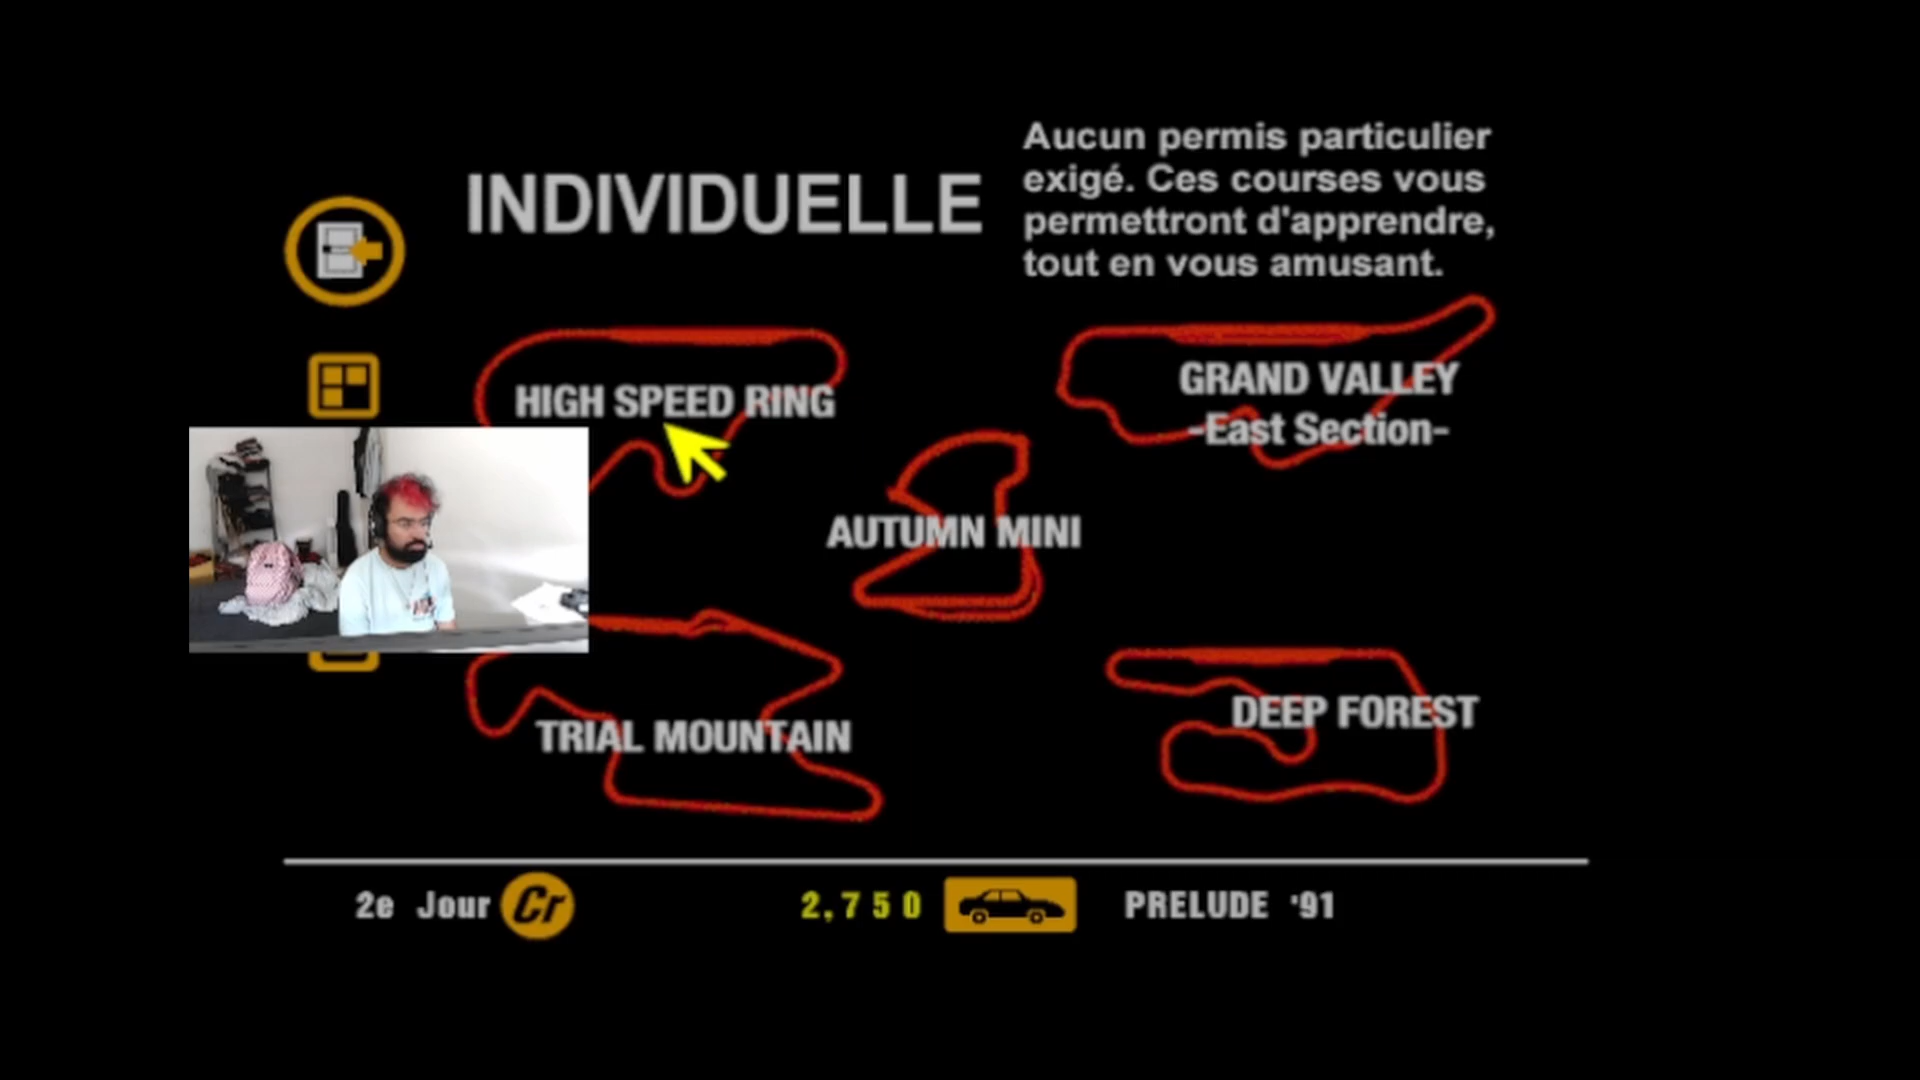 INDIVIDUELLE
Aucun permis particulier
exigé. Ces courses vous
permettront d'apprendre,
tout en vous amusant.
HIGH SPEED RING
GRAND VALLEY
-East Section-
AUTUMN MINI
TRIAL MOUNTAIN
DEEP FOREST
2e Jour Cr 2,750 PRELUDE '91